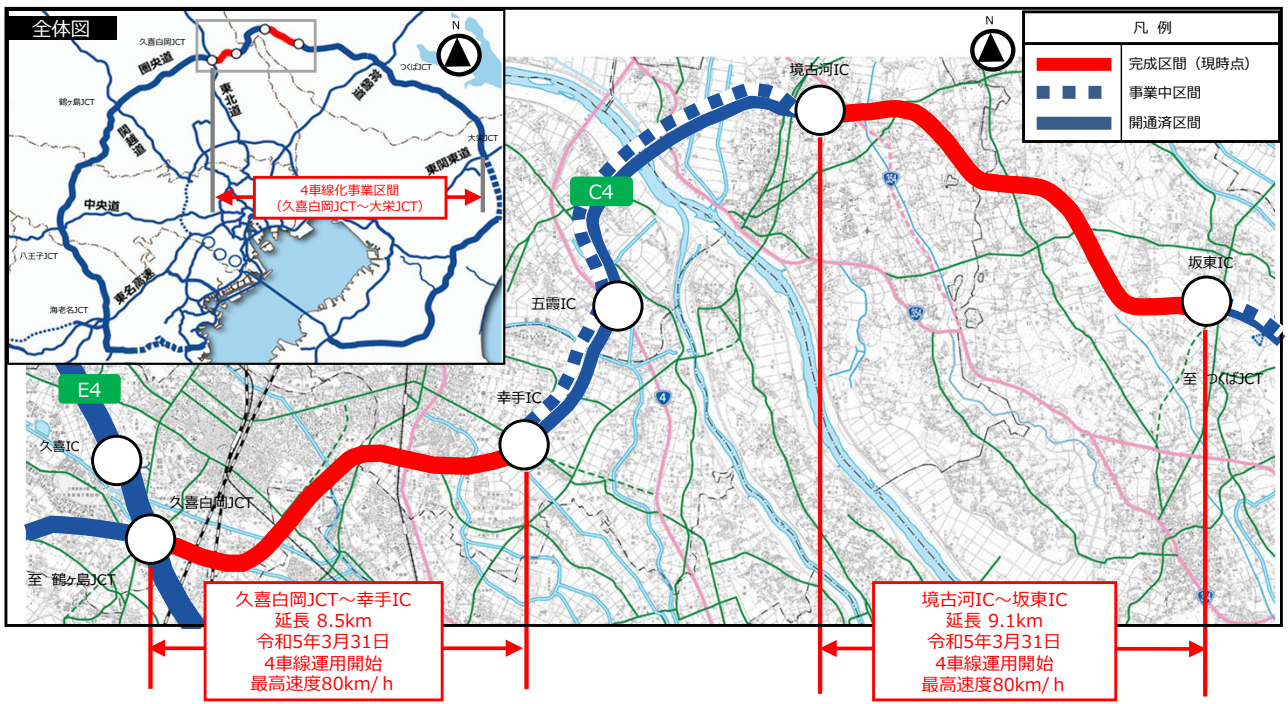 全体図
N
久喜白岡JCT
圏央道
つくばJCT
常磐道
東北道
鶴ヶ島JCT
関越道
大栄JCT
東関東道
4車線化事業区間
(久喜白岡JCT~大栄JCT)
中央道
八王子JCT
東名高速
海老名JCT
N
凡 例
完成区間(現時点)
事業中区間
開通済区間
境古河IC
354
C4
坂東IC
五霞IC
354
至 つくばJCT
E4
幸手IC
4
久喜IC
久喜白岡JCT
至 鶴ヶ島JCT
久喜白岡JCT~幸手IC
延長 8.5km
令和5年3月31日
4車線運用開始
最高速度80km/h
境古河IC~坂東IC
延長 9.1km
令和5年3月31日
4車線運用開始
最高速度80km/h